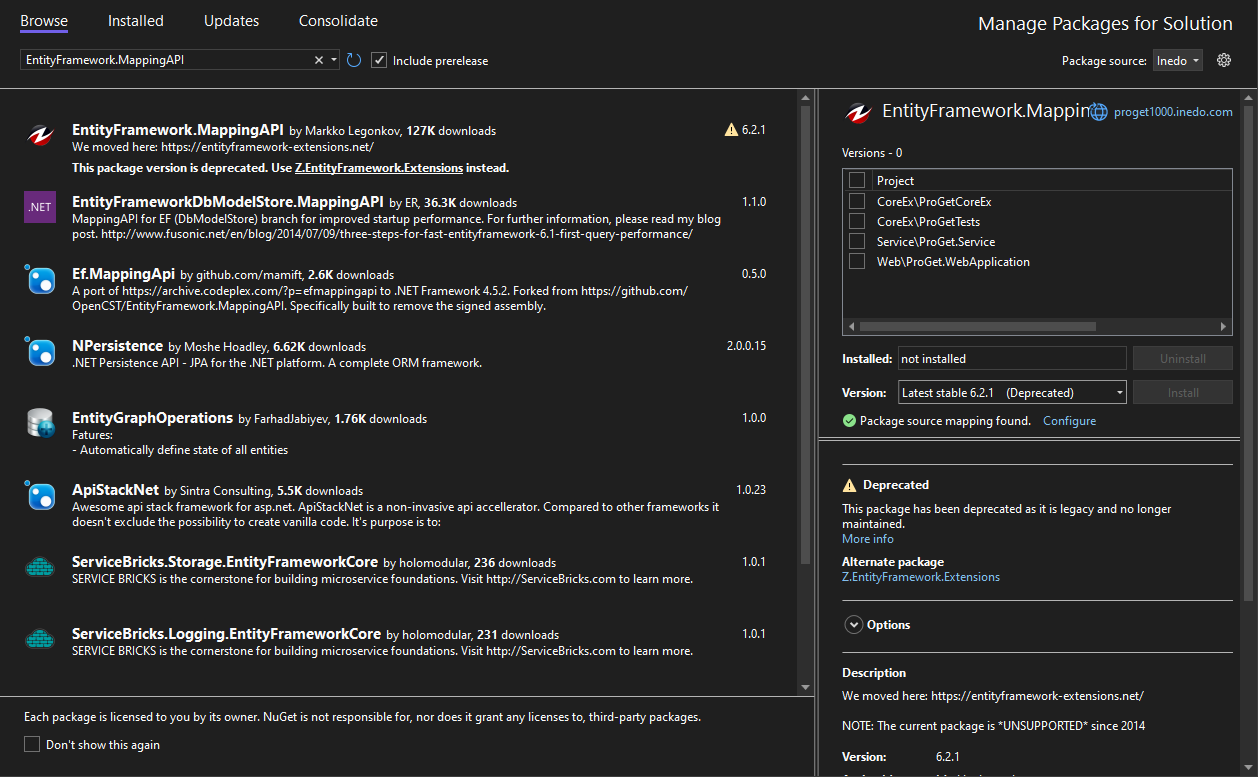 Browse Installed Updates Consolidate
Manage Packages for Solution
EntityFramework.MappingAPI
Include prerelease
Package source: Inedo
EntityFramework.MappingAPI by Markko Legonkov, 127K downloads 6.2.1
We moved here: https://entityframework-extensions.net/
This package version is deprecated. Use Z.EntityFramework.Extensions instead.
.NET
EntityFrameworkDbModelStore.MappingAPI by ER, 36.3K downloads 1.1.0
MappingAPI for EF (DbModelStore) branch for improved startup performance. For further information, please read my blog
post. http://www.fusonic.net/en/blog/2014/07/09/three-steps-for-fast-entityframework-6.1-first-query-performance/
Ef.MappingApi by github.com/mamift, 2.6K downloads 0.5.0
A port of https://archive.codeplex.com/?p=efmappingapi to .NET Framework 4.5.2. Forked from https://github.com/
OpenCST/EntityFramework.MappingAPI. Specifically built to remove the signed assembly.
NPersistence by Moshe Hoadley, 6.62K downloads 2.0.0.15
.NET Persistence API - JPA for the .NET platform. A complete ORM framework.
EntityGraphOperations by FarhadJabiyev, 1.76K downloads 1.0.0
Fatures:
- Automatically define state of all entities
ApiStackNet by Sintra Consulting, 5.5K downloads 1.0.23
Awesome api stack framework for asp.net. ApiStackNet is a non-invasive api accellerator. Compared to other frameworks it
doesn't exclude the possibility to create vanilla code. It's purpose is to:
ServiceBricks.Storage.EntityFrameworkCore by holomodular, 236 downloads 1.0.1
SERVICE BRICKS is the cornerstone for building microservice foundations. Visit http://ServiceBricks.com to learn more.
ServiceBricks.Logging.EntityFrameworkCore by holomodular, 231 downloads 1.0.1
SERVICE BRICKS is the cornerstone for building microservice foundations. Visit http://ServiceBricks.com to learn more.
Each package is licensed to you by its owner. NuGet is not responsible for, nor does it grant any licenses to, third-party packages.
Don't show this again
EntityFramework.Mappin proget1000.inedo.com
Versions - 0
Project
CoreEx\ProGetCoreEx
CoreEx\ProGetTests
Service\ProGet.Service
Web\ProGet.WebApplication
Installed: not installed Uninstall
Version: Latest stable 6.2.1 (Deprecated) Install
Package source mapping found. Configure
Deprecated
This package has been deprecated as it is legacy and no longer
maintained.
More info
Alternate package
Z.EntityFramework.Extensions
Options
Description
We moved here: https://entityframework-extensions.net/
NOTE: The current package is *UNSUPPORTED* since 2014
Version: 6.2.1